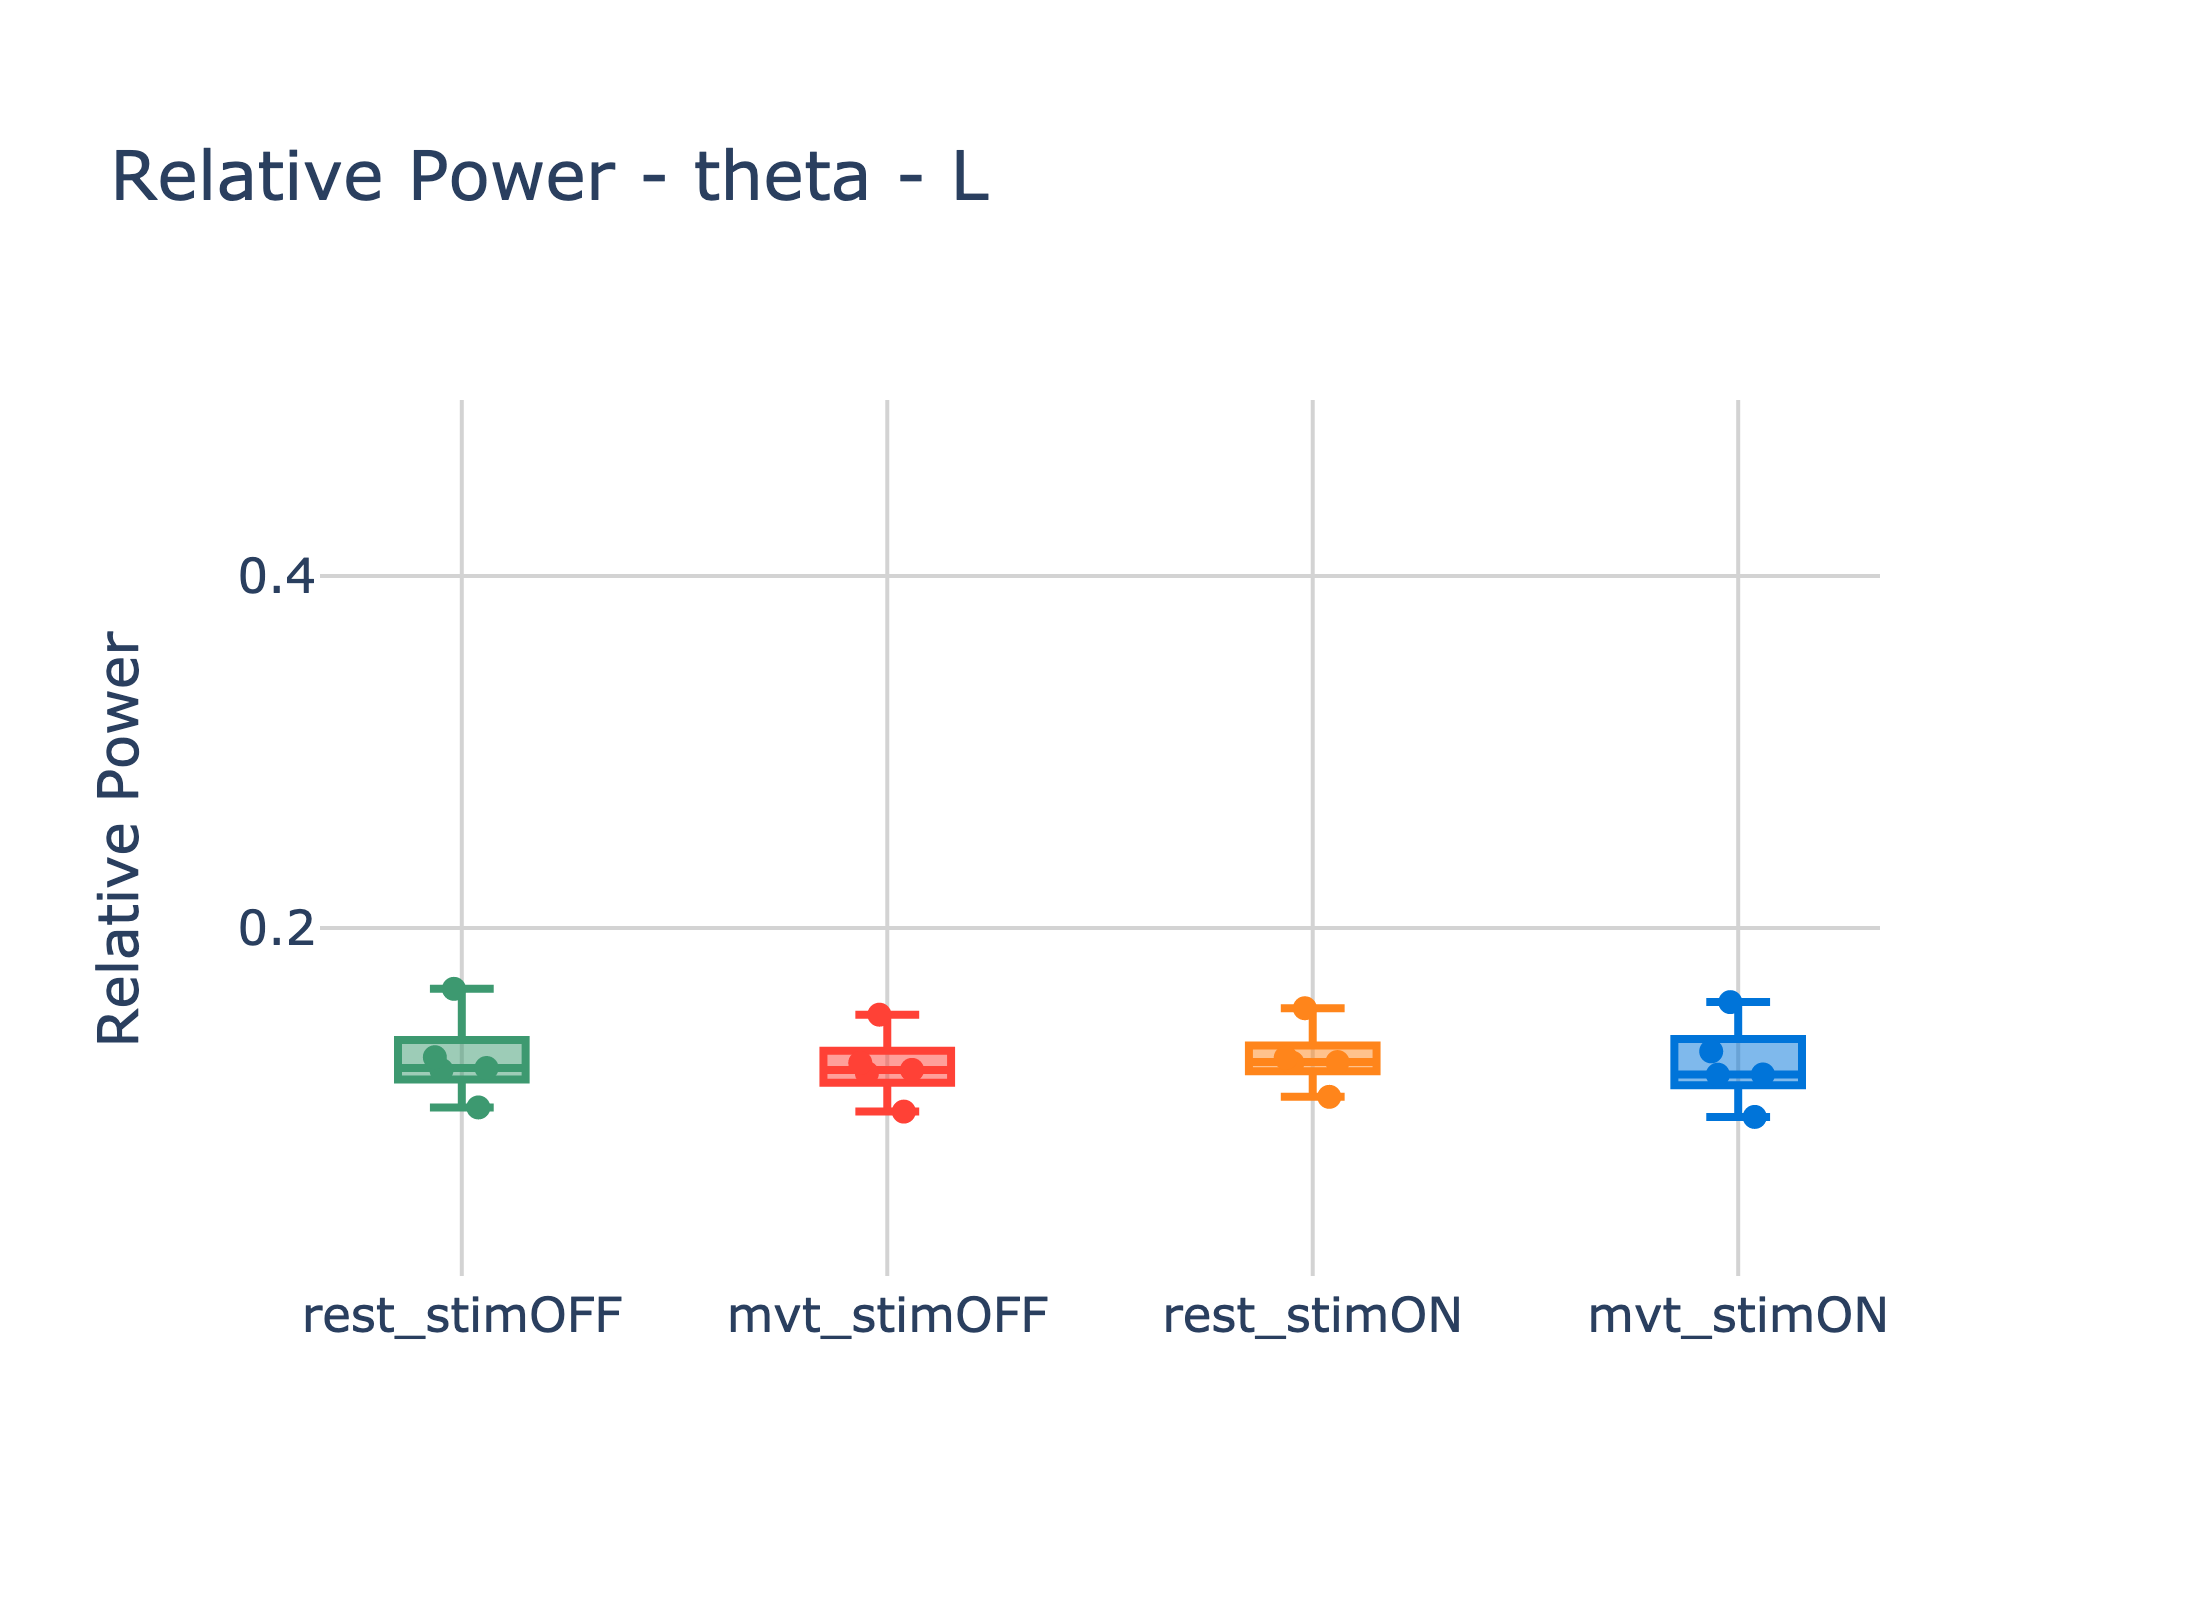 Relative Power - theta - L
Relative Power
0.4
0.2
rest_stimOFF
mvt_stimOFF
rest_stimON
mvt_stimON